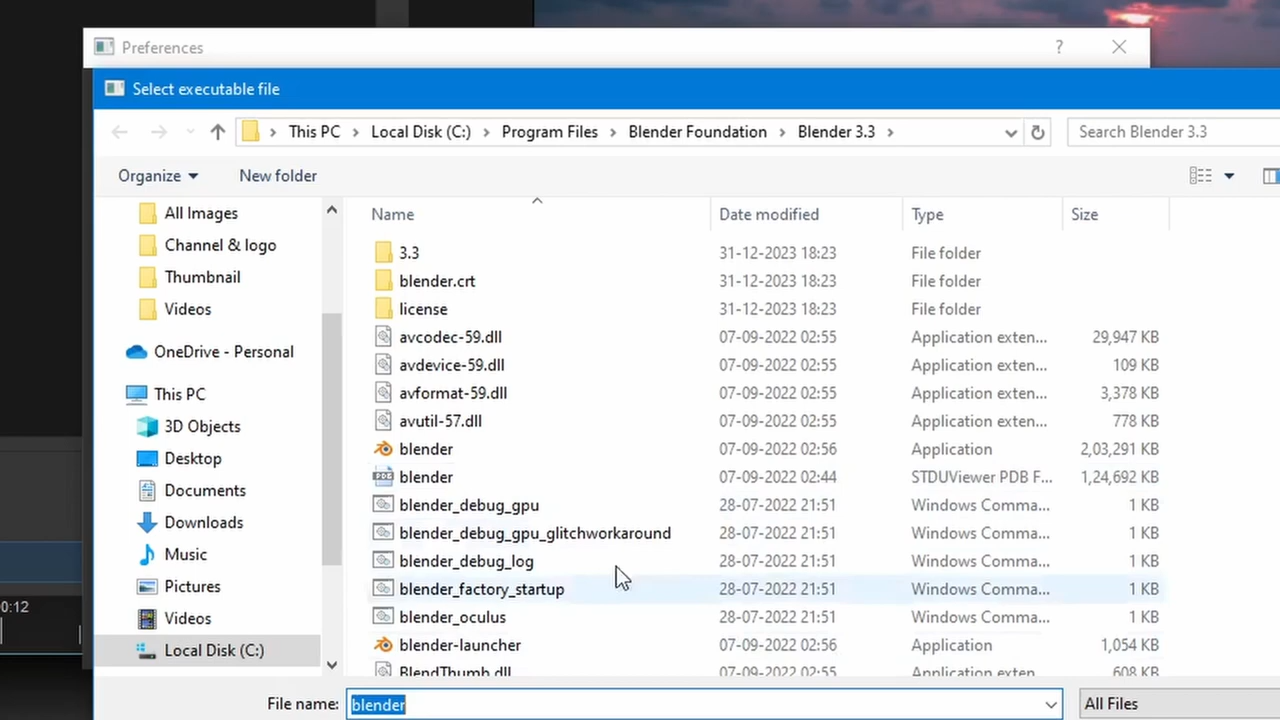 Preferences
?
Select executable file
This PC > Local Disk (C:) > Program Files > Blender Foundation > Blender 3.3 >
Search Blender 3.3
Organize
New folder
All Images
Channel & logo
Thumbnail
Videos
OneDrive - Personal
This PC
3D Objects
Desktop
Documents
Downloads
Music
Pictures
Videos
Local Disk (C:)
Name Date modified Type Size
3.3 31-12-2023 18:23 File folder
blender.crt 31-12-2023 18:23 File folder
license 31-12-2023 18:23 File folder
avcodec-59.dll 07-09-2022 02:55 Application exten... 29,947 KB
avdevice-59.dll 07-09-2022 02:55 Application exten... 109 KB
avformat-59.dll 07-09-2022 02:55 Application exten... 3,378 KB
avutil-57.dll 07-09-2022 02:55 Application exten... 778 KB
blender 07-09-2022 02:56 Application 2,03,291 KB
blender 07-09-2022 02:44 STDUViewer PDB F... 1,24,692 KB
blender_debug_gpu 28-07-2022 21:51 Windows Comma... 1 KB
blender_debug_gpu_glitchworkaround 28-07-2022 21:51 Windows Comma... 1 KB
blender_debug_log 28-07-2022 21:51 Windows Comma... 1 KB
blender_factory_startup 28-07-2022 21:51 Windows Comma... 1 KB
blender_oculus 28-07-2022 21:51 Windows Comma... 1 KB
blender-launcher 07-09-2022 02:56 Application 1,054 KB
BlendThumb.dll 07-09-2022 02:55 Application exten... 608 KB
0:12
File name: blender
All Files